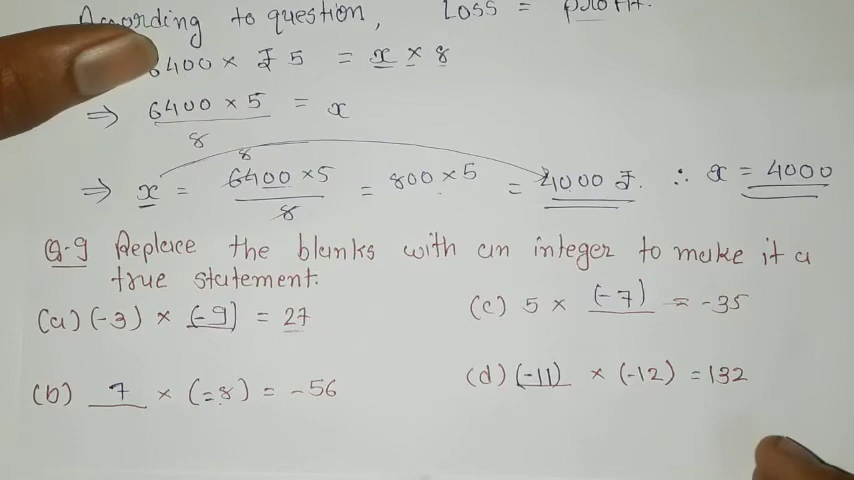 According to question, Loss = profit.
6400 × ₹ 5 = x × 8
⇒ 6400 × 5 / 8 = x
⇒ x = 6400 × 5 / 8 = 800 × 5 = 4000 ₹. ∴ x = 4000
8
Q-9 Replace the blanks with an integer to make it a
true statement.
(a) (-3) × (-9) = 27
(c) 5 × (-7) = -35
(b) 7 × (-8) = -56
(d) (-11) × (-12) = 132